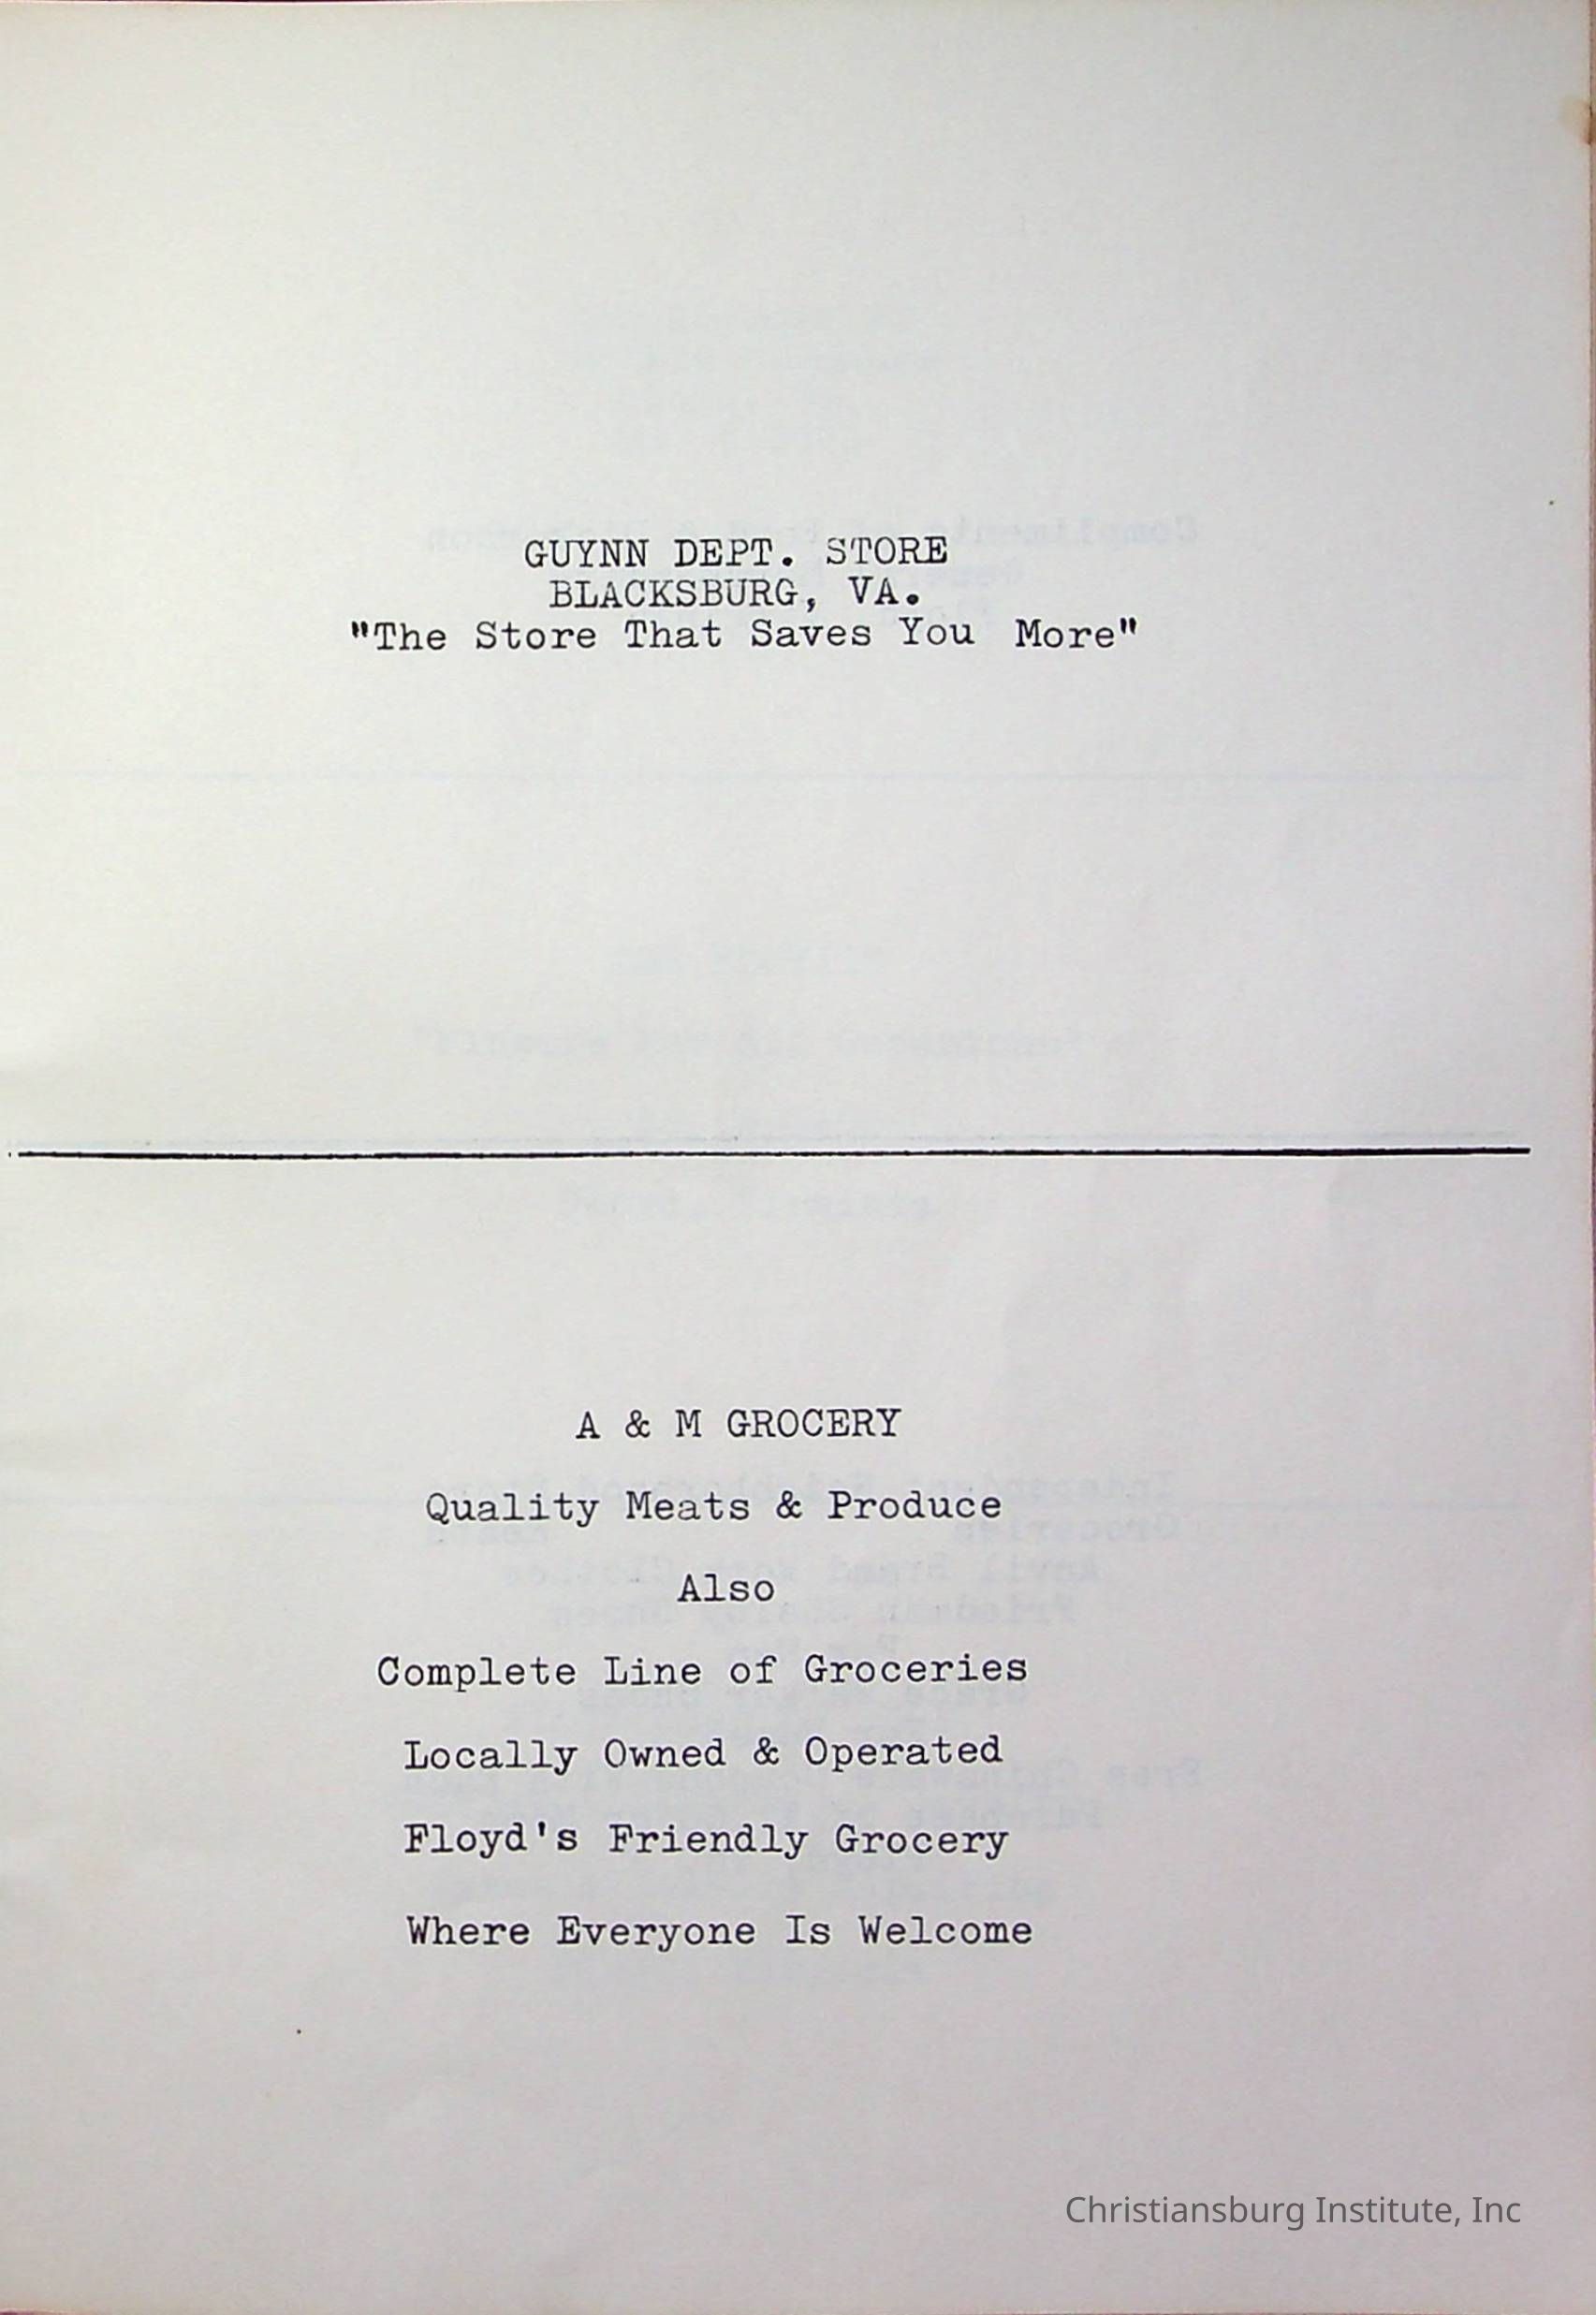 GUYNN DEPT. STORE
BLACKSBURG, VA.
"The Store That Saves You More"
A & M GROCERY
Quality Meats & Produce
Also
Complete Line of Groceries
Locally Owned & Operated
Floyd's Friendly Grocery
Where Everyone Is Welcome
Christiansburg Institute, Inc